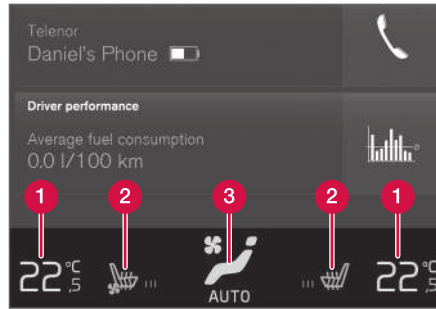 Telenor
Daniel's Phone
Driver performance
Average fuel consumption
0.0 l/100 km
1 2 3 2 1
22 °C ,5 22 °C ,5
AUTO